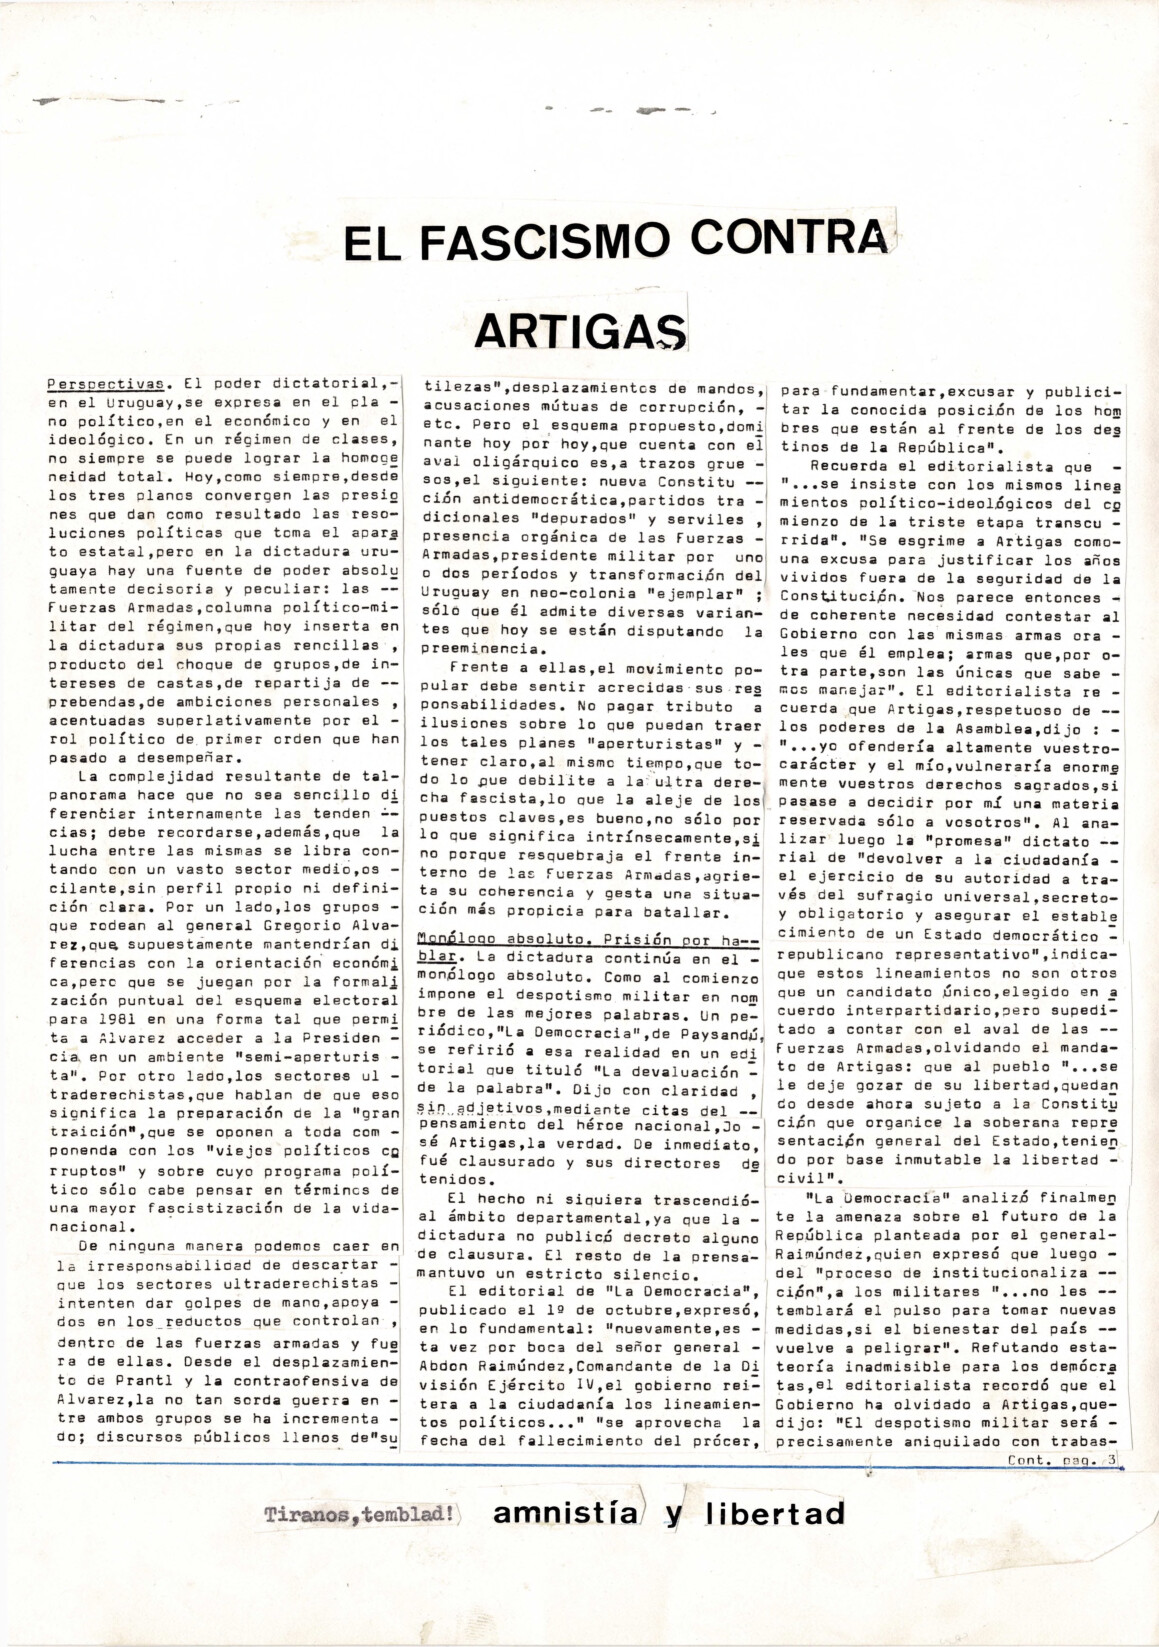 EL FASCISMO CONTRA
ARTIGAS
Perspectivas. El poder dictatorial,-
en el Uruguay,se expresa en el pla -
no político,en el económico y en el
ideológico. En un régimen de clases,
no siempre se puede lograr la homoge
neidad total. Hoy,como siempre,desde
los tres planos convergen las presio
nes que dan como resultado las reso-
luciones políticas que toma el apara
to estatal,pero en la dictadura uru-
guaya hay una fuente de poder absolu
tamente decisoria y peculiar: las --
Fuerzas Armadas,columna político-mi-
litar del régimen,que hoy inserta en
la dictadura sus propias rencillas ,
producto del choque de grupos,de in-
tereses de castas,de repartija de --
prebendas,de ambiciones personales ,
acentuadas superlativamente por el -
rol político de primer orden que han
pasado a desempeñar.
La complejidad resultante de tal-
panorama hace que no sea sencillo di
ferentiar internamente las tenden --
cias; debe recordarse,además,que la
lucha entre las mismas se libra con-
tando con un vasto sector medio,os -
cilante,sin perfil propio ni defini-
ción clara. Por un lado,los grupos -
que rodean al general Gregorio Alva-
rez,que, supuestamente mantendrían di
ferencias con la orientación económi
ca,pero que se juegan por la formali
zación puntual del esquema electoral
para 1981 en una forma tal que permi
ta a Alvarez acceder a la Presiden -
cia, en un ambiente "semi-aperturis -
ta". Por otro lado,los sectores ul -
traderechistas,que hablan de que eso
significa la preparación de la "gran
traición",que se oponen a toda com -
ponenda con los "viejos políticos co
rruptos" y sobre cuyo programa polí-
tico sólo cabe pensar en términos de
una mayor fascistización de la vida-
nacional.
De ninguna manera podemos caer en
la irresponsabilidad de descartar -
que los sectores ultraderechistas -
intenten dar golpes de mano,apoya -
dos en los reductos que controlan ,
dentro de las fuerzas armadas y fue
ra de ellas. Desde el desplazamien-
to de Prantl y la contraofensiva de
Alvarez,la no tan sorda guerra en -
tre ambos grupos se ha incrementa -
do; discursos públicos llenos de"su
tilezas",desplazamientos de mandos,
acusaciones mútuas de corrupción, -
etc. Pero el esquema propuesto,domi
nante hoy por hoy,que cuenta con el
aval oligárquico es,a trazos grue -
sos,el siguiente: nueva Constitu --
ción antidemocrática,partidos tra -
dicionales "depurados" y serviles ,
presencia orgánica de las Fuerzas -
Armadas,presidente militar por uno
o dos períodos y transformación del
Uruguay en neo-colonia "ejemplar" ;
sólo que él admite diversas varian-
tes que hoy se están disputando la
preeminencia.
Frente a ellas,el movimiento po-
pular debe sentir acrecidas sus res
ponsabilidades. No pagar tributo a
ilusiones sobre lo que puedan traer
los tales planes "aperturistas" y -
tener claro,al mismo tiempo,que to-
do lo que debilite a la ultra dere-
cha fascista,lo que la aleje de los
puestos claves,es bueno,no sólo por
lo que significa intrínsecamente,si
no porque resquebraja el frente in-
terno de las Fuerzas Armadas,agrie-
ta su coherencia y gesta una situa-
ción más propicia para batallar.
Monólogo absoluto. Prisión por ha--
blar. La dictadura continúa en el -
monólogo absoluto. Como al comienzo
impone el despotismo militar en nom
bre de las mejores palabras. Un pe-
riódico,"La Democracia",de Paysandú,
se refirió a esa realidad en un edi
torial que tituló "La devaluación -
de la palabra". Dijo con claridad ,
sin adjetivos,mediante citas del --
pensamiento del héroe nacional,Jo -
sé Artigas,la verdad. De inmediato,
fué clausurado y sus directores de
tenidos.
El hecho ni siquiera trascendió-
al ámbito departamental,ya que la -
dictadura no publicó decreto alguno
de clausura. El resto de la prensa-
mantuvo un estricto silencio.
El editorial de "La Democracia",
publicado el 1º de octubre,expresó,
en lo fundamental: "nuevamente,es -
ta vez por boca del señor general -
Abdon Raimúndez,Comandante de la Di
visión Ejército IV,el gobierno rei-
tera a la ciudadanía los lineamien-
tos políticos..." "se aprovecha la
fecha del fallecimiento del prócer,
para fundamentar,excusar y publici-
tar la conocida posición de los hom
bres que están al frente de los des
tinos de la República".
Recuerda el editorialista que -
"...se insiste con los mismos linea
mientos político-ideológicos del co
mienzo de la triste etapa transcu -
rrida". "Se esgrime a Artigas como-
una excusa para justificar los años
vividos fuera de la seguridad de la
Constitución. Nos parece entonces -
de coherente necesidad contestar al
Gobierno con las mismas armas ora -
les que él emplea; armas que,por o-
tra parte,son las únicas que sabe -
mos manejar". El editorialista re -
cuerda que Artigas,respetuoso de --
los poderes de la Asamblea,dijo : -
"...yo ofendería altamente vuestro-
carácter y el mío,vulneraría enorme
mente vuestros derechos sagrados,si
pasase a decidir por mí una materia
reservada sólo a vosotros". Al ana-
lizar luego la "promesa" dictato --
rial de "devolver a la ciudadanía -
el ejercicio de su autoridad a tra-
vés del sufragio universal,secreto-
y obligatorio y asegurar el estable
cimiento de un Estado democrático -
republicano representativo",indica-
que estos lineamientos no son otros
que un candidato único,elegido en a
cuerdo interpartidario,pero supedi-
tado a contar con el aval de las --
Fuerzas Armadas,olvidando el manda-
to de Artigas: que al pueblo "...se
le deje gozar de su libertad,quedan
do desde ahora sujeto a la Constitu
ción que organice la soberana repre
sentación general del Estado,tenien
do por base inmutable la libertad -
civil".
"La Democracia" analizó finalmen
te la amenaza sobre el futuro de la
República planteada por el general-
Raimúndez,quien expresó que luego -
del "proceso de institucionaliza --
ción",a los militares "...no les --
temblará el pulso para tomar nuevas
medidas,si el bienestar del país --
vuelve a peligrar". Refutando esta-
teoría inadmisible para los demócra
tas,el editorialista recordó que el
Gobierno ha olvidado a Artigas,que-
dijo: "El despotismo militar será -
precisamente aniquilado con trabas-
Cont. pag. 3
Tiranos,temblad! amnistía y libertad